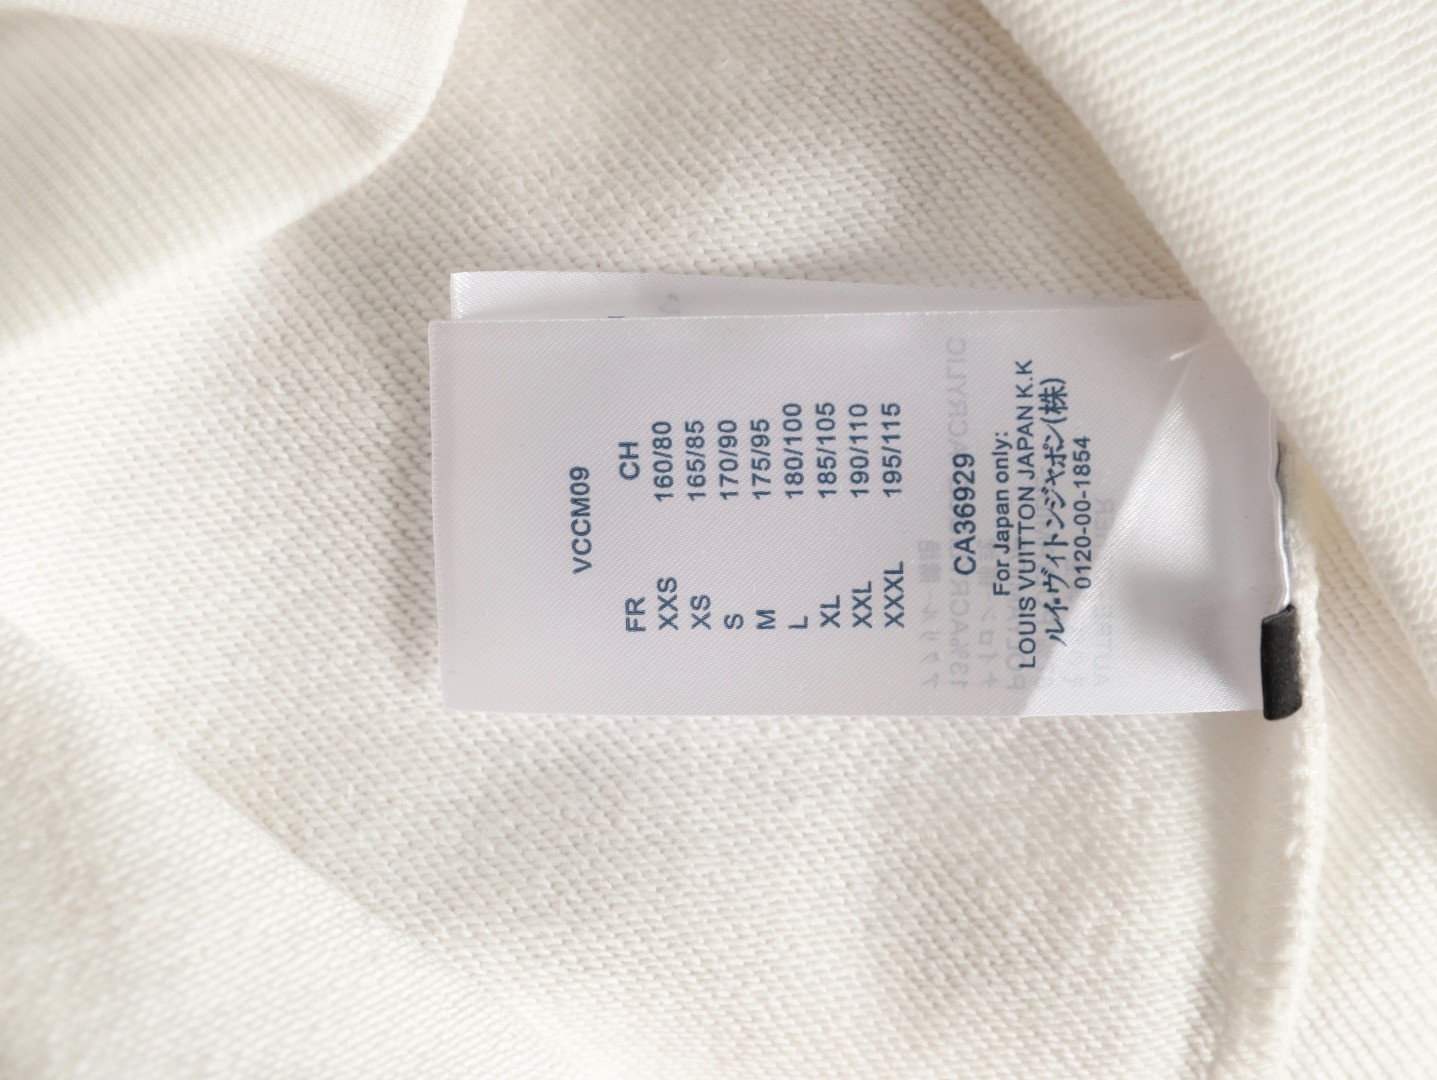 VCCM09
FR CH
XXS 160/80
XS 165/85
S 170/90
M 175/95
L 180/100
XL 185/105
XXL 190/110
XXXL 195/115
CA36929
For Japan only:
LOUIS VUITTON JAPAN K.K
ルイ・ヴィトンジャポン(株)
0120-00-1854